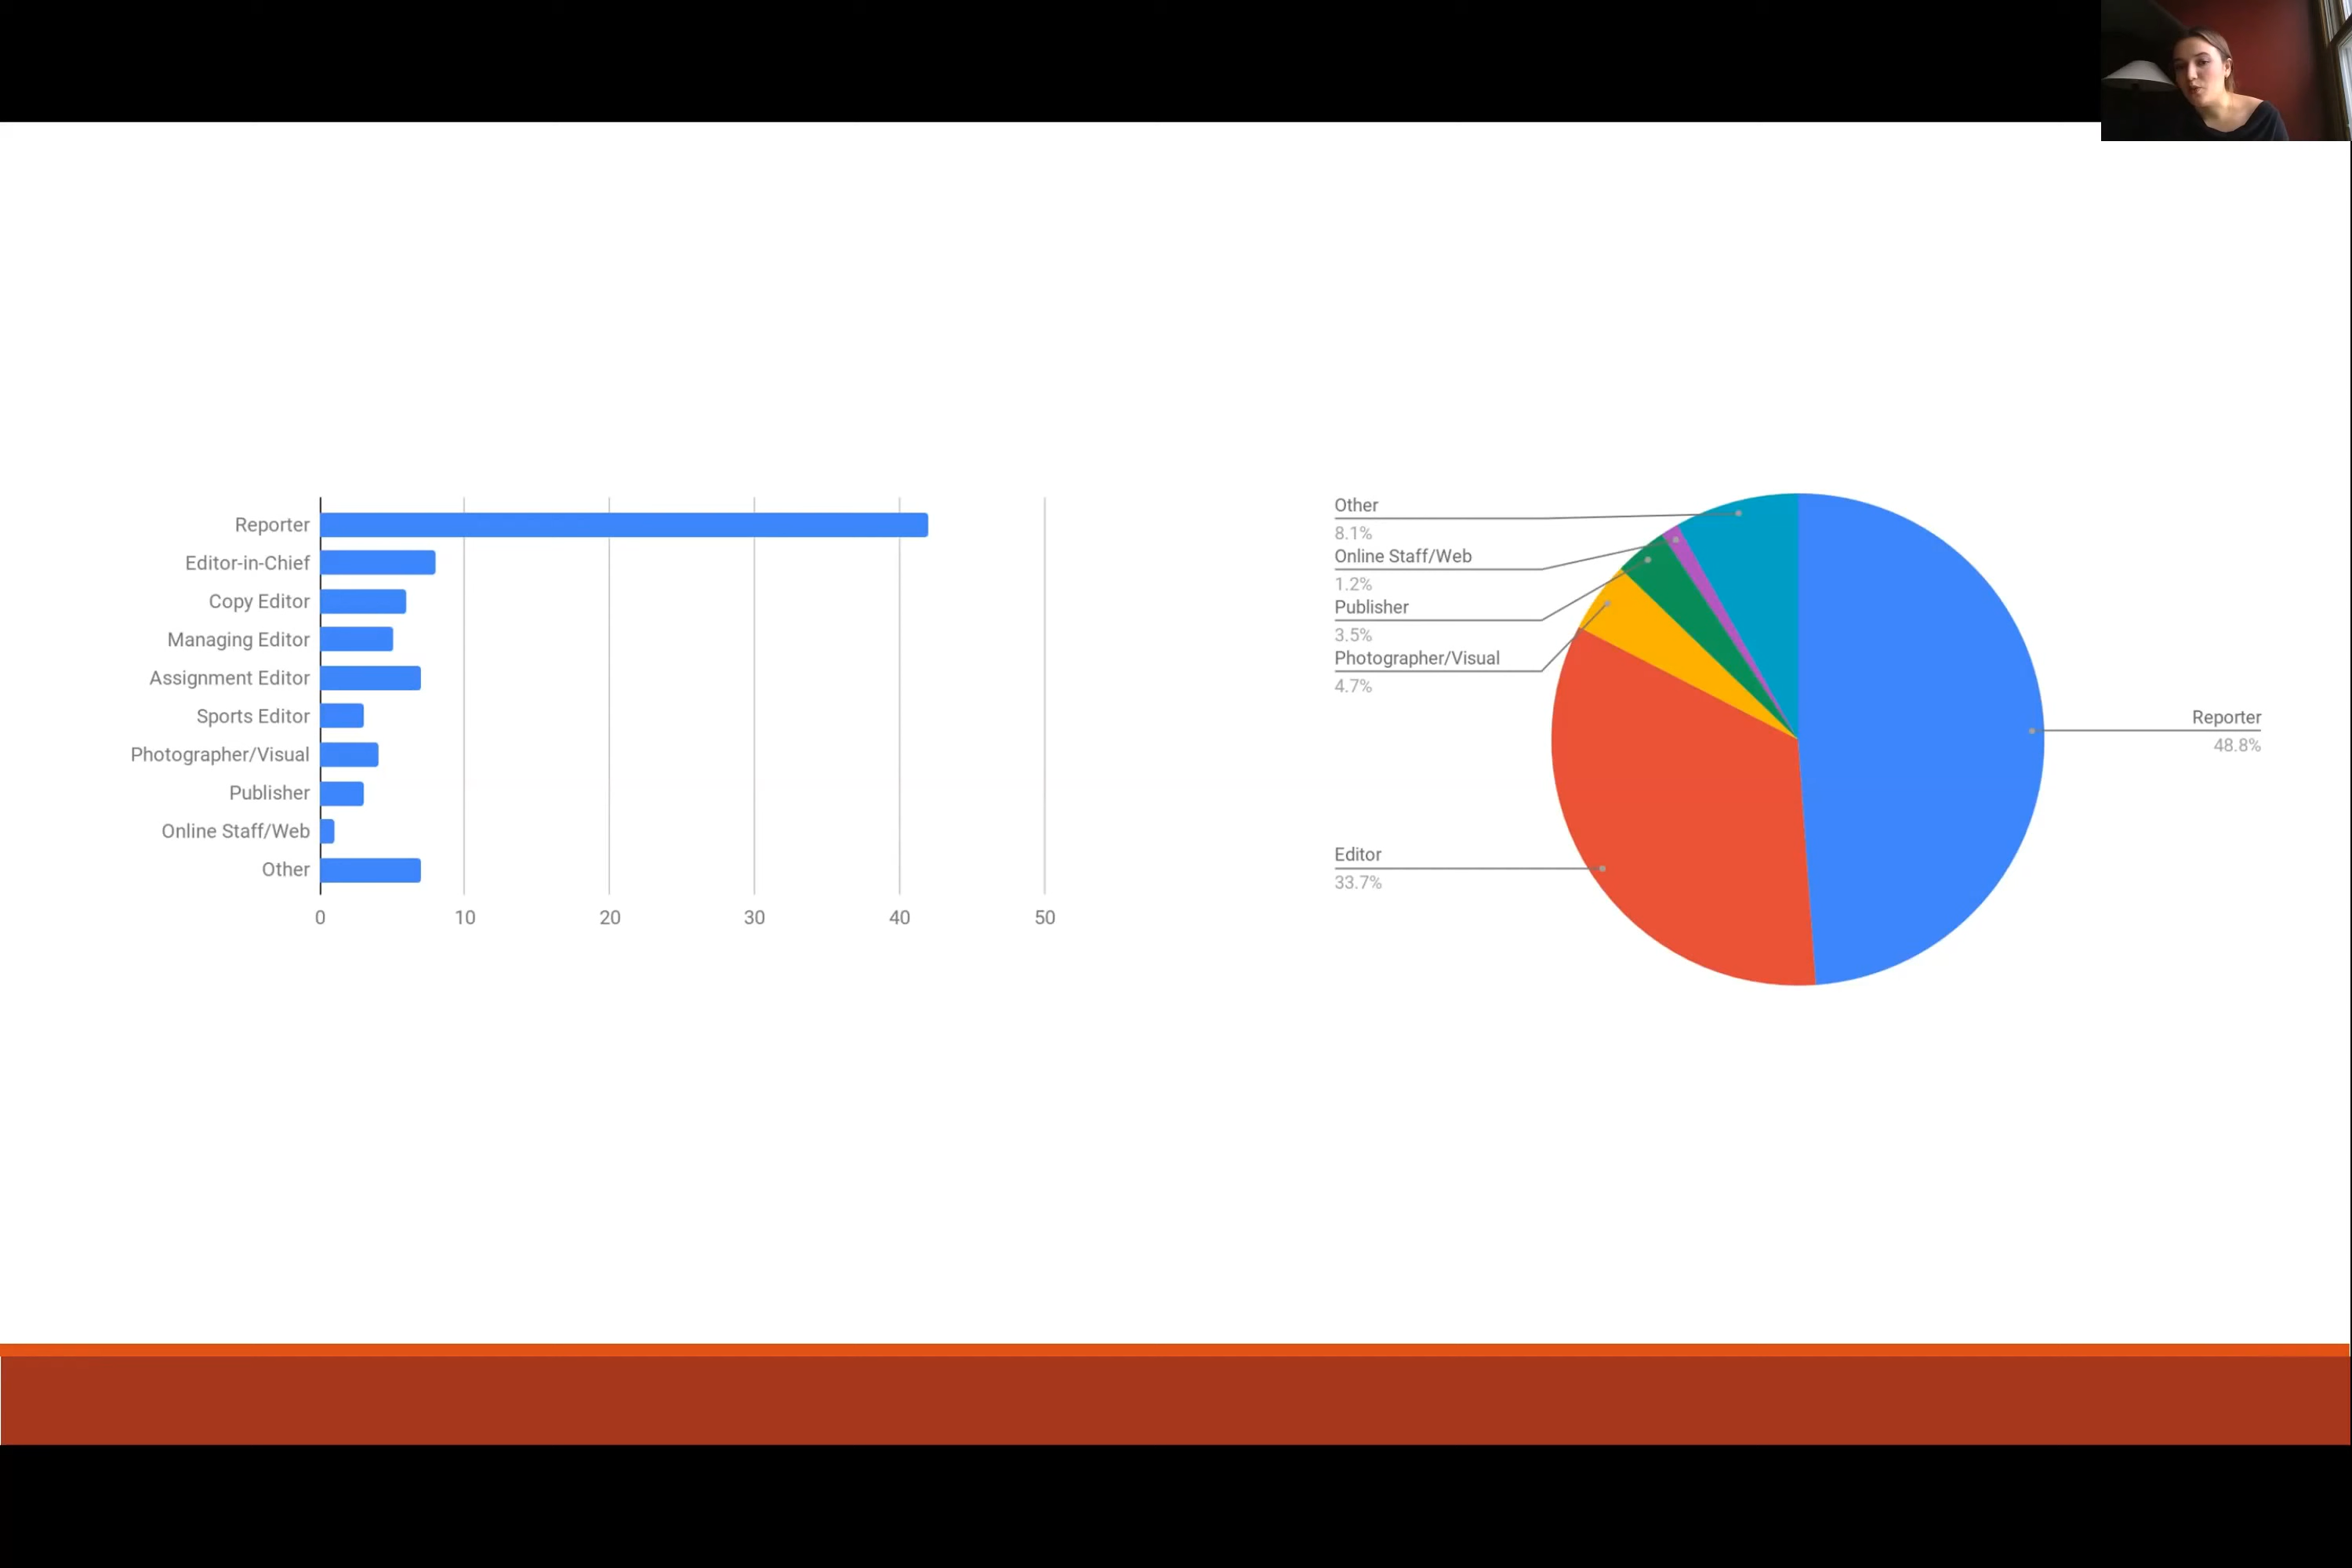 Reporter
Editor-in-Chief
Copy Editor
Managing Editor
Assignment Editor
Sports Editor
Photographer/Visual
Publisher
Online Staff/Web
Other
0 10 20 30 40 50
Other
8.1%
Online Staff/Web
1.2%
Publisher
3.5%
Photographer/Visual
4.7%
Editor
33.7%
Reporter
48.8%